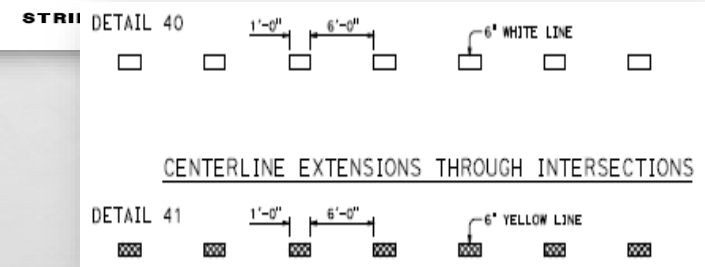 DETAIL 40
1'-0" 6'-0"
6" WHITE LINE
CENTERLINE EXTENSIONS THROUGH INTERSECTIONS
DETAIL 41
1'-0" 6'-0"
6" YELLOW LINE